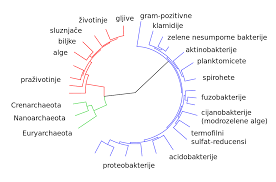 gljive
životinje
sluznjače
biljke
alge
praživotinje
Crenarchaeota
Nanoarchaeota
Euryarchaeota
gram-pozitivne
klamidije
zelene nesumporne bakterije
aktinobakterije
planktomicete
spirohete
fuzobakterije
cijanobakterije
(modrozelene alge)
termofilni
sulfat-reducensi
acidobakterije
proteobakterije